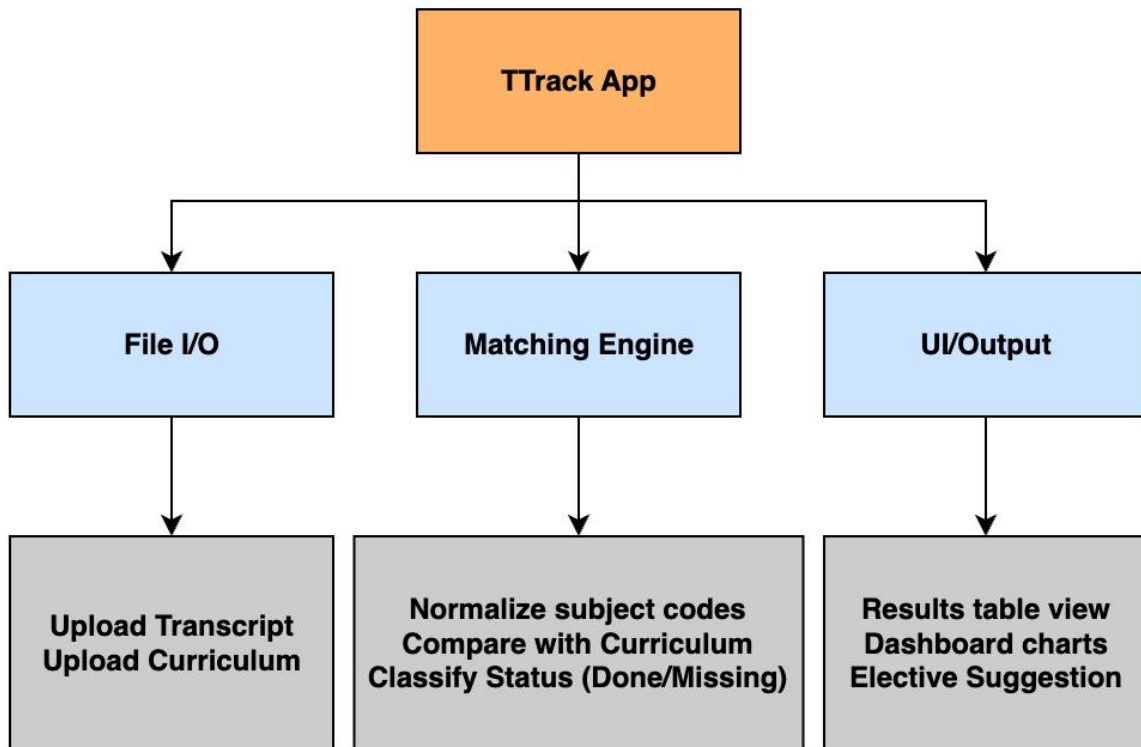 TTrack App
File I/O
Matching Engine
UI/Output
Upload Transcript
Upload Curriculum
Normalize subject codes
Compare with Curriculum
Classify Status (Done/Missing)
Results table view
Dashboard charts
Elective Suggestion